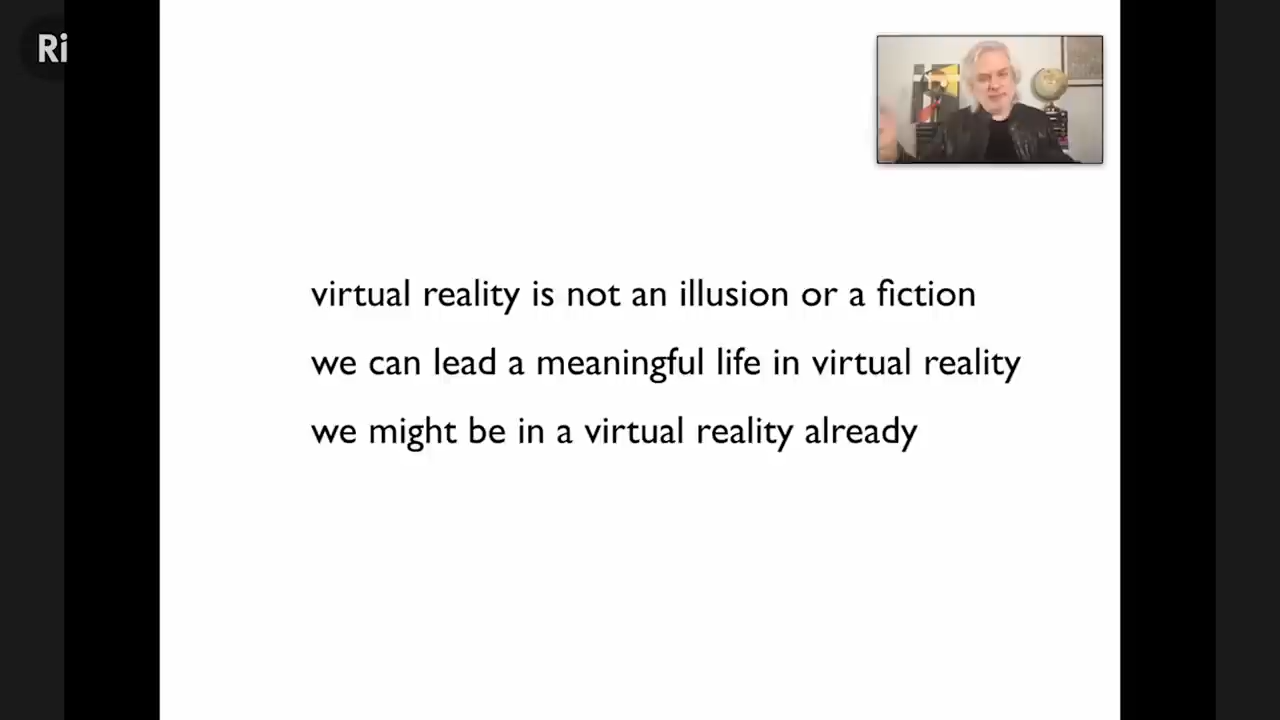 Ri
virtual reality is not an illusion or a fiction
we can lead a meaningful life in virtual reality
we might be in a virtual reality already